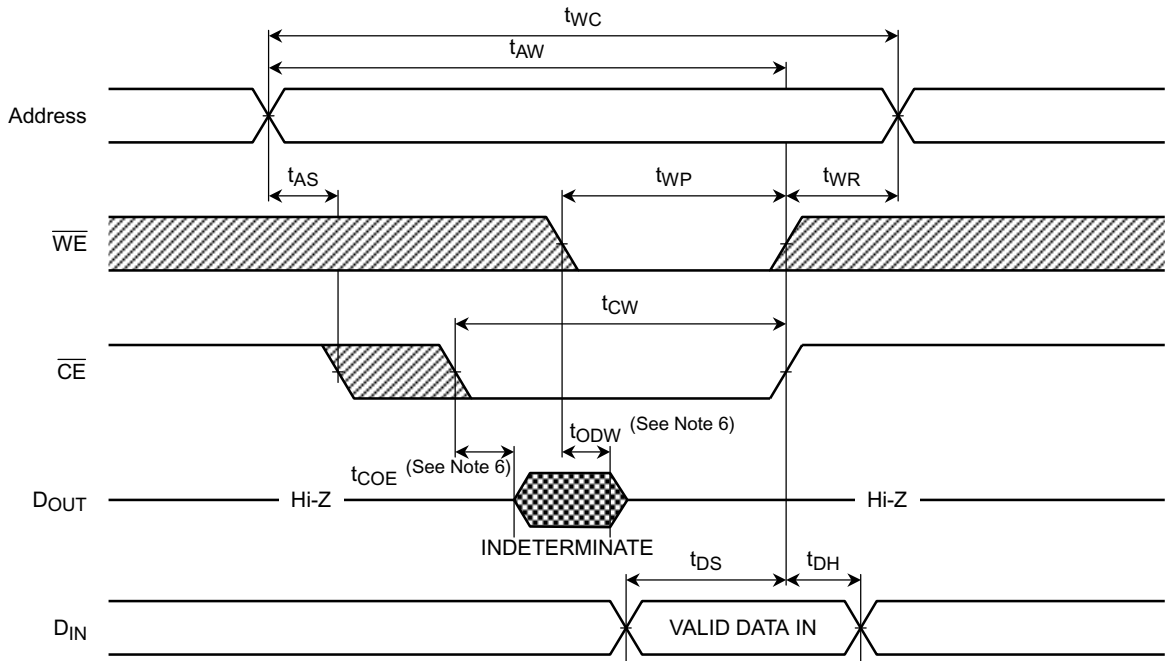 tWC
tAW
Address
tAS
tWP
tWR
WE
tCW
CE
tODW (See Note 6)
tCOE (See Note 6)
DOUT
Hi-Z
Hi-Z
INDETERMINATE
tDS
tDH
DIN
VALID DATA IN